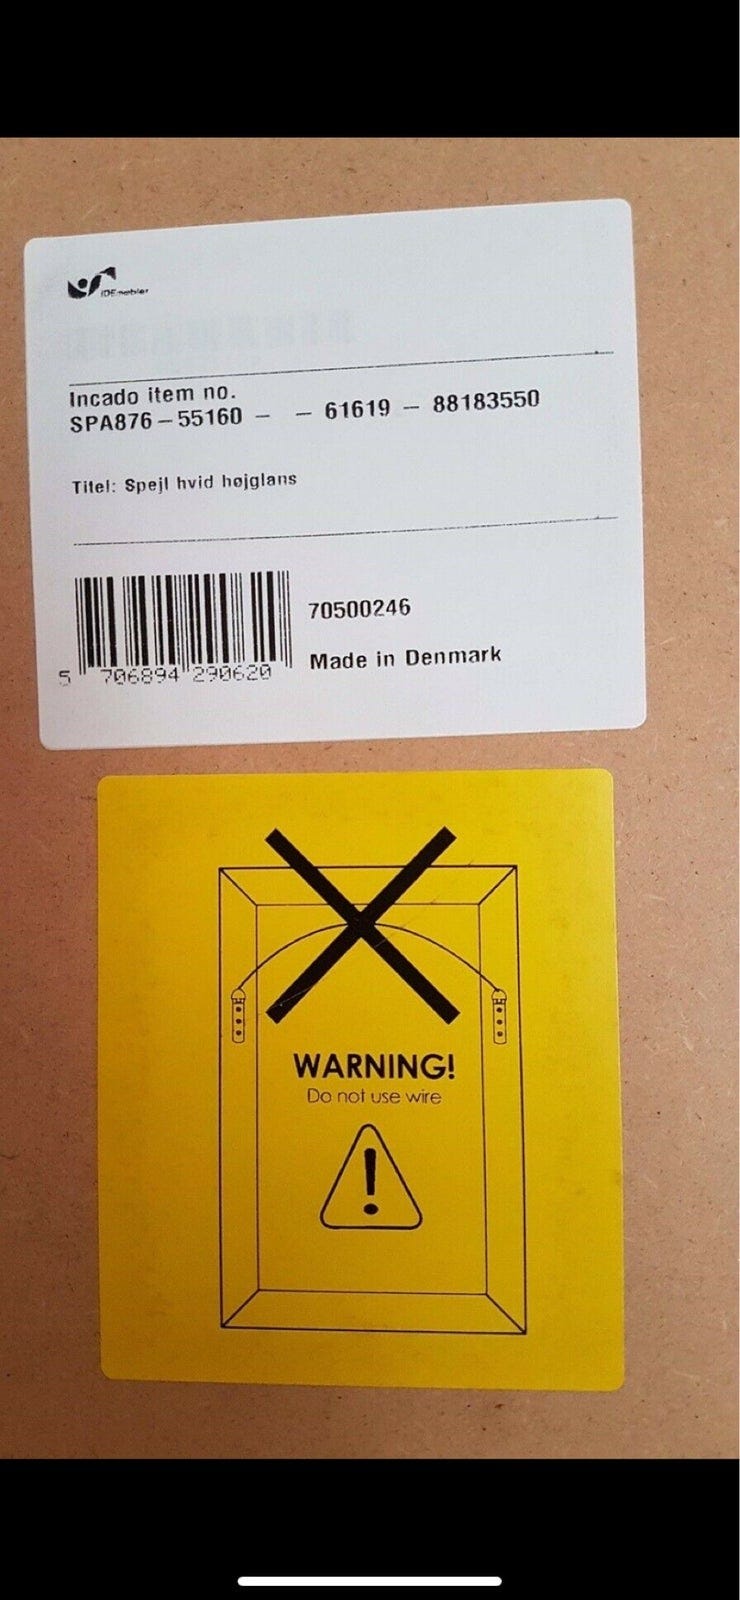 IDEmøbler
Incado item no.
SPA876-55160 - - 61619 - 88183550
Titel: Spejl hvid højglans
70500246
5 706894 290620
Made in Denmark
WARNING!
Do not use wire
!